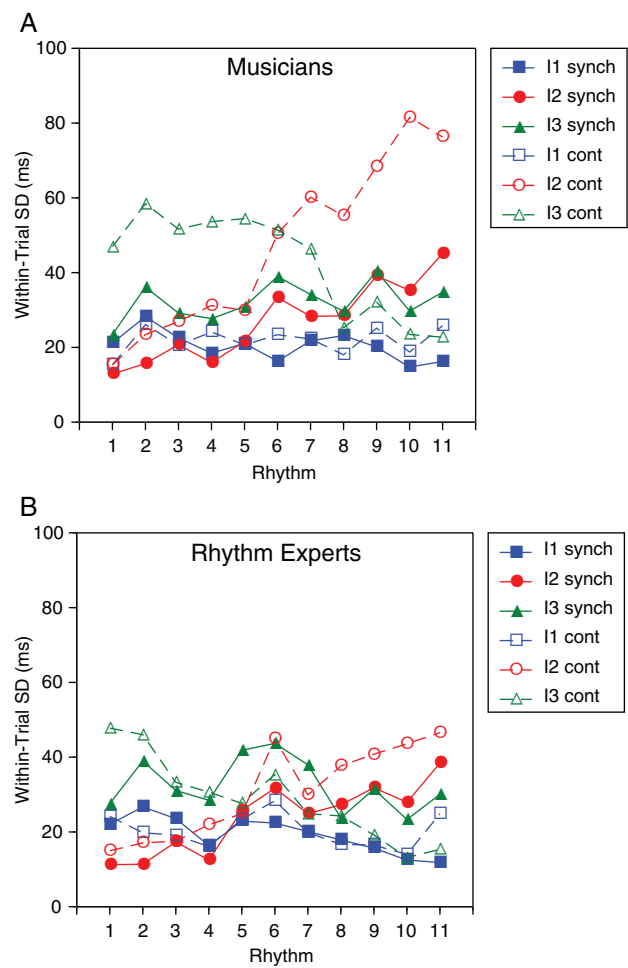 A
Musicians
Within-Trial SD (ms)
100
80
60
40
20
0
1 2 3 4 5 6 7 8 9 10 11
Rhythm
I1 synch
I2 synch
I3 synch
I1 cont
I2 cont
I3 cont
B
Rhythm Experts
Within-Trial SD (ms)
100
80
60
40
20
0
1 2 3 4 5 6 7 8 9 10 11
Rhythm
I1 synch
I2 synch
I3 synch
I1 cont
I2 cont
I3 cont